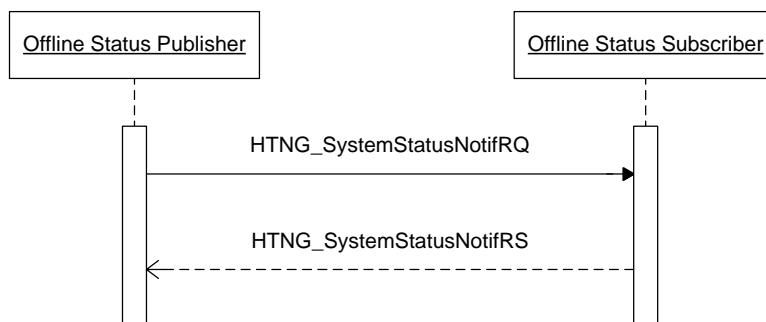 Offline Status Publisher
Offline Status Subscriber
HTNG_SystemStatusNotifRQ
HTNG_SystemStatusNotifRS